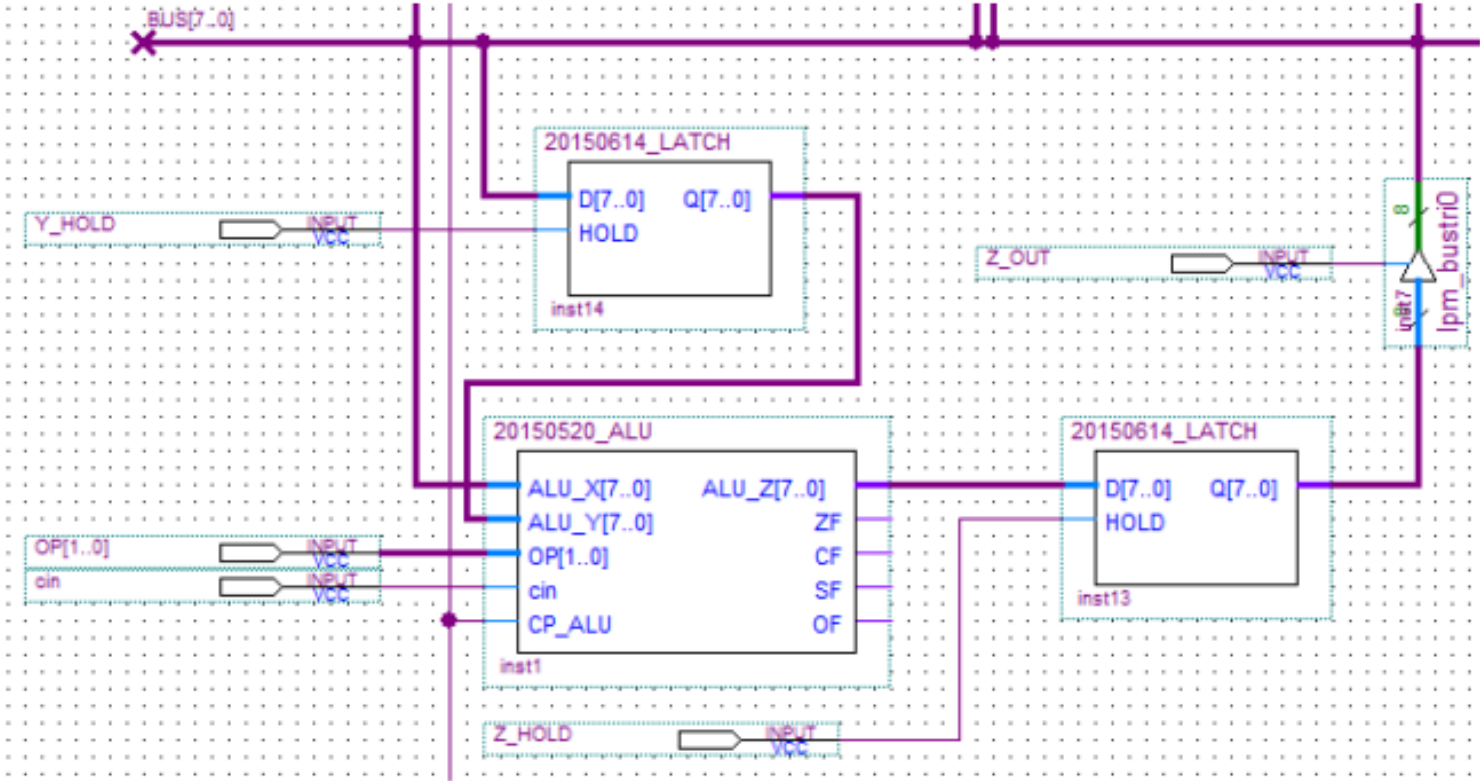 BUS[7..0]
20150614_LATCH
D[7..0] Q[7..0]
HOLD
inst14
Y_HOLD INPUT
VCC
Z_OUT INPUT
VCC
8
lpm_bustri0
inst7
20150520_ALU
ALU_X[7..0] ALU_Z[7..0]
ALU_Y[7..0] ZF
OP[1..0] CF
cin SF
CP_ALU OF
inst1
OP[1..0] INPUT
VCC
cin INPUT
VCC
20150614_LATCH
D[7..0] Q[7..0]
HOLD
inst13
Z_HOLD INPUT
VCC